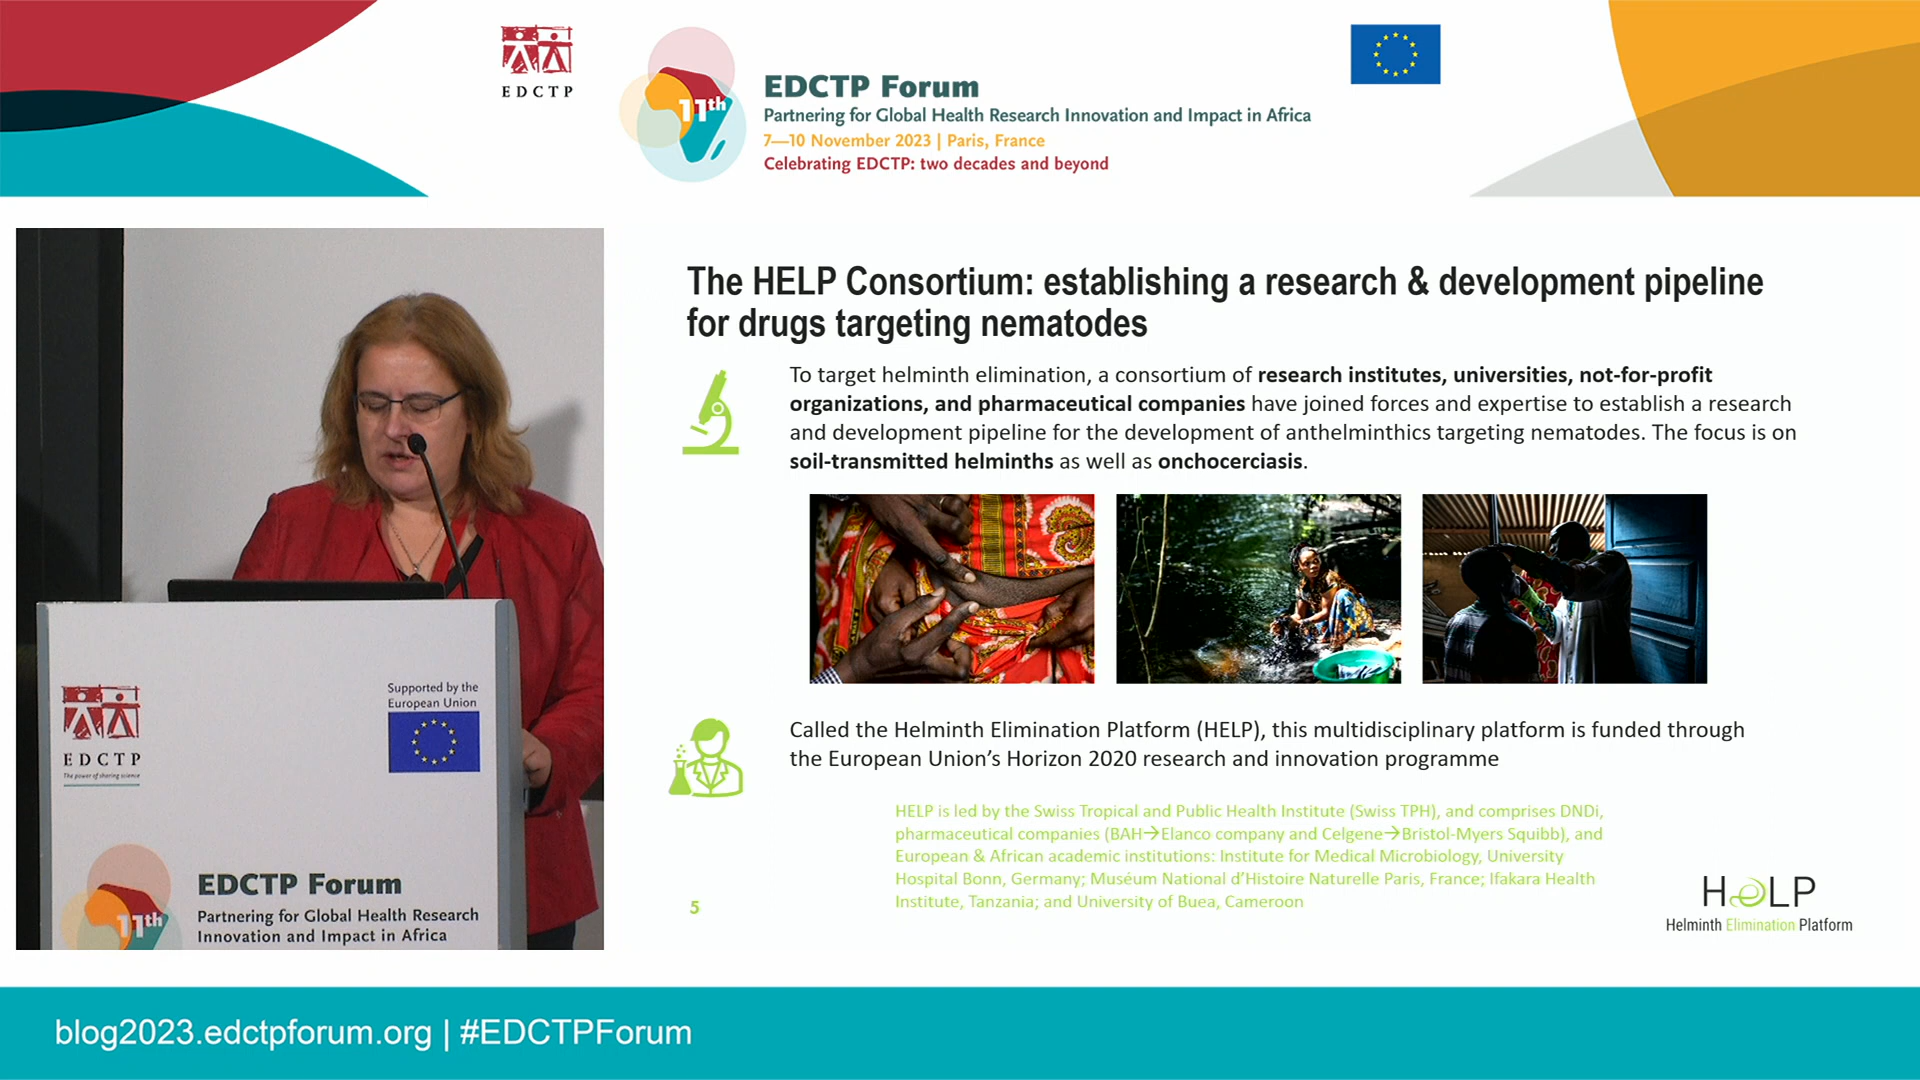 EDCTP
11th
EDCTP Forum
Partnering for Global Health Research Innovation and Impact in Africa
7—10 November 2023 | Paris, France
Celebrating EDCTP: two decades and beyond
The HELP Consortium: establishing a research & development pipeline
for drugs targeting nematodes
To target helminth elimination, a consortium of research institutes, universities, not-for-profit
organizations, and pharmaceutical companies have joined forces and expertise to establish a research
and development pipeline for the development of anthelminthics targeting nematodes. The focus is on
soil-transmitted helminths as well as onchocerciasis.
Called the Helminth Elimination Platform (HELP), this multidisciplinary platform is funded through
the European Union’s Horizon 2020 research and innovation programme
HELP is led by the Swiss Tropical and Public Health Institute (Swiss TPH), and comprises DNDi,
pharmaceutical companies (BAH→Elanco company and Celgene→Bristol-Myers Squibb), and
European & African academic institutions: Institute for Medical Microbiology, University
Hospital Bonn, Germany; Muséum National d’Histoire Naturelle Paris, France; Ifakara Health
Institute, Tanzania; and University of Buea, Cameroon
5
HeLP
Helminth Elimination Platform
Supported by the
European Union
EDCTP
The power of sharing science
11th
EDCTP Forum
Partnering for Global Health Research
Innovation and Impact in Africa
blog2023.edctpforum.org | #EDCTPForum